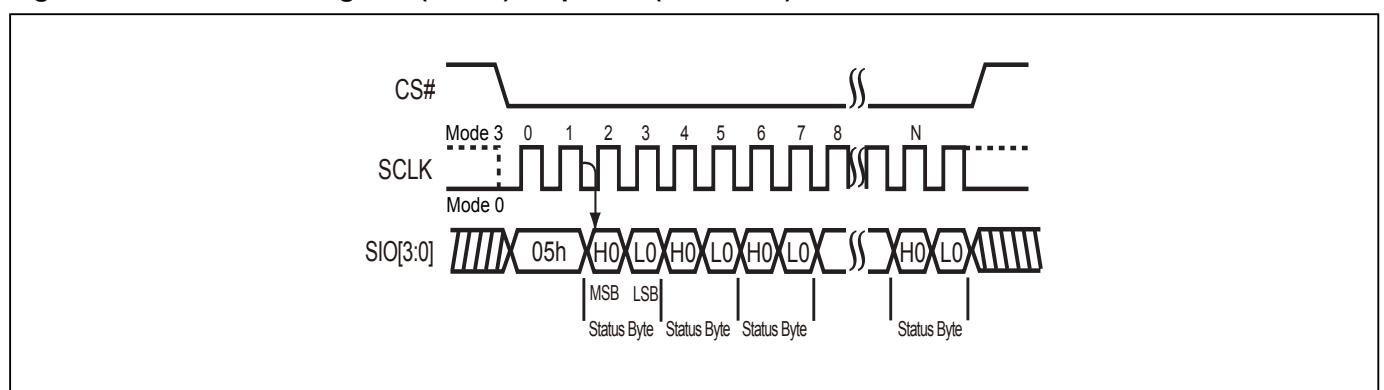 CS#
Mode 3 0 1 2 3 4 5 6 7 8 N
SCLK
Mode 0
SIO[3:0] 05h H0 L0 H0 L0 H0 L0 H0 L0
MSB LSB
Status Byte Status Byte Status Byte Status Byte